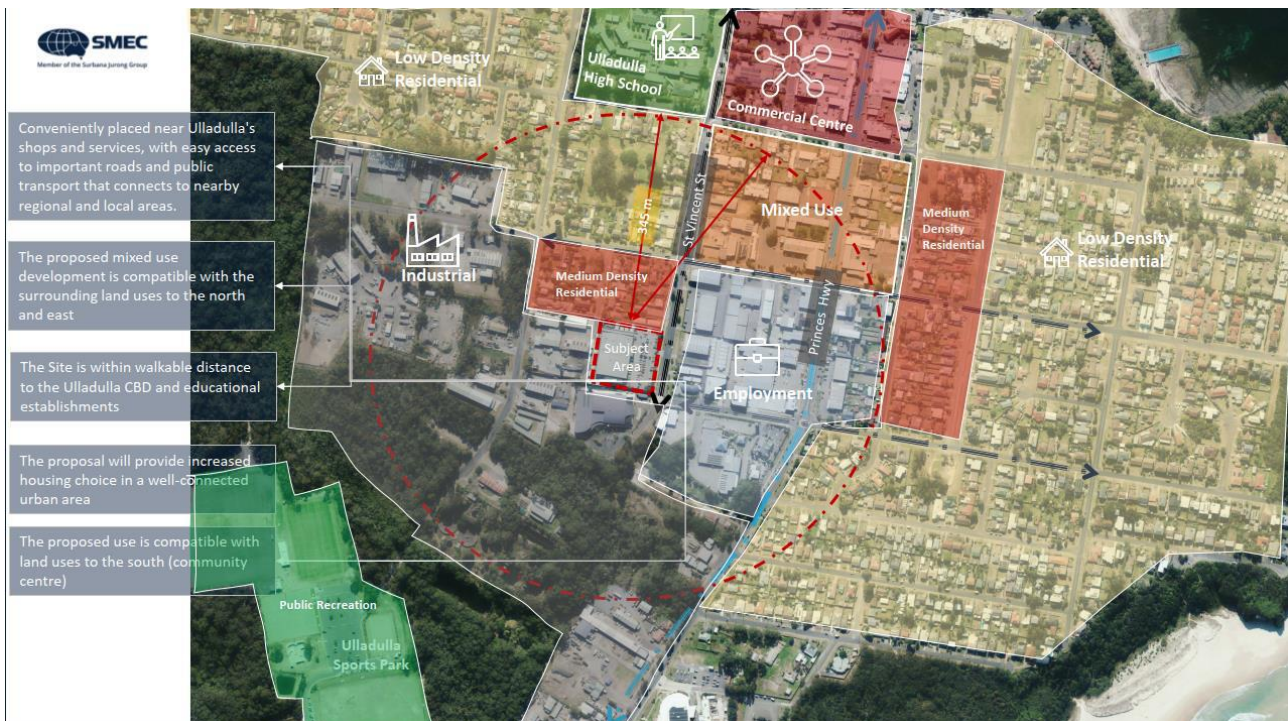 SMEC
Member of the Surbana Jurong Group
Conveniently placed near Ulladulla's
shops and services, with easy access
to important roads and public
transport that connects to nearby
regional and local areas.
The proposed mixed use
development is compatible with the
surrounding land uses to the north
and east
The Site is within walkable distance
to the Ulladulla CBD and educational
establishments
The proposal will provide increased
housing choice in a well-connected
urban area
The proposed use is compatible with
land uses to the south (community
centre)
Low Density
Residential
Ulladulla
High School
Commercial Centre
345 m
St Vincent St
Mixed Use
Medium
Density
Residential
Low Density
Residential
Industrial
Medium Density
Residential
Princes Hwy
Subject
Area
Employment
Public Recreation
Ulladulla
Sports Park